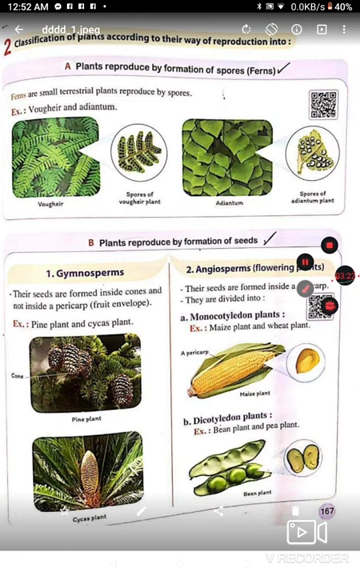 12:52 AM
0.0KB/s 40%
dddd_1.jpeg
2 Classification of plants according to their way of reproduction into :
A Plants reproduce by formation of spores (Ferns)
Ferns are small terrestrial plants reproduce by spores.
Ex. : Vougheir and adiantum.
Vougheir
Spores of
vougheir plant
Adiantum
Spores of
adiantum plant
B Plants reproduce by formation of seeds
1. Gymnosperms
- Their seeds are formed inside cones and
not inside a pericarp (fruit envelope).
Ex. : Pine plant and cycas plant.
Cone
Pine plant
Cycas plant
2. Angiosperms (flowering
- Their seeds are formed inside a
- They are divided into :
a. Monocotyledon plants :
Ex. : Maize plant and wheat plant.
A pericarp
Maize plant
b. Dicotyledon plants :
Ex. : Bean plant and pea plant.
Bean plant
167
V RECORDER